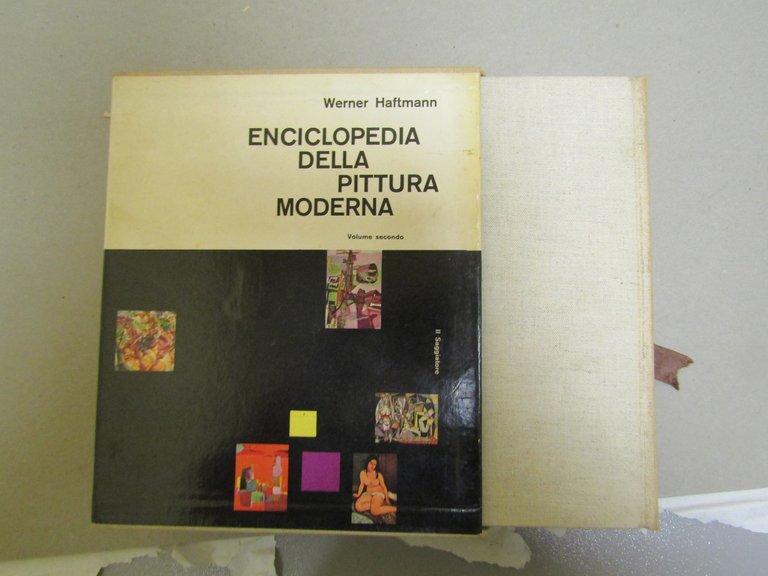 Werner Haftmann
ENCICLOPEDIA
DELLA
PITTURA
MODERNA
Volume secondo
Il Saggiatore